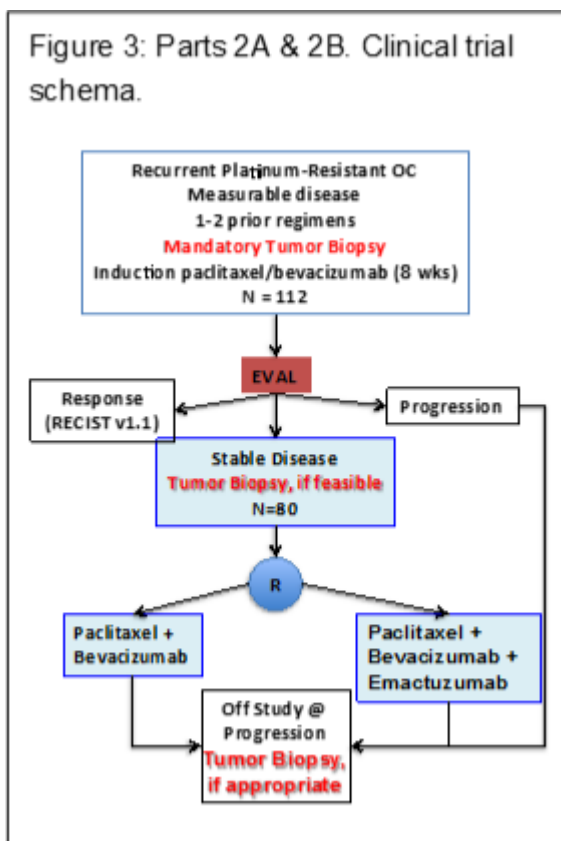 Figure 3: Parts 2A & 2B. Clinical trial
schema.
Recurrent Platinum-Resistant OC
Measurable disease
1-2 prior regimens
Mandatory Tumor Biopsy
Induction paclitaxel/bevacizumab (8 wks)
N = 112
EVAL
Response
(RECIST v1.1)
Progression
Stable Disease
Tumor Biopsy, if feasible
N=80
R
Paclitaxel +
Bevacizumab
Paclitaxel +
Bevacizumab +
Emactuzumab
Off Study @
Progression
Tumor Biopsy,
if appropriate